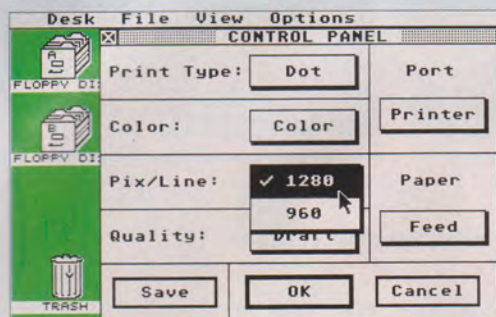 Desk File View Options
CONTROL PANEL
A
FLOPPY DI
Print Type: Dot Port
Color: Color Printer
B
FLOPPY DI
Pix/Line: ✓ 1280 Paper
960
Quality: Draft Feed
TRASH
Save OK Cancel